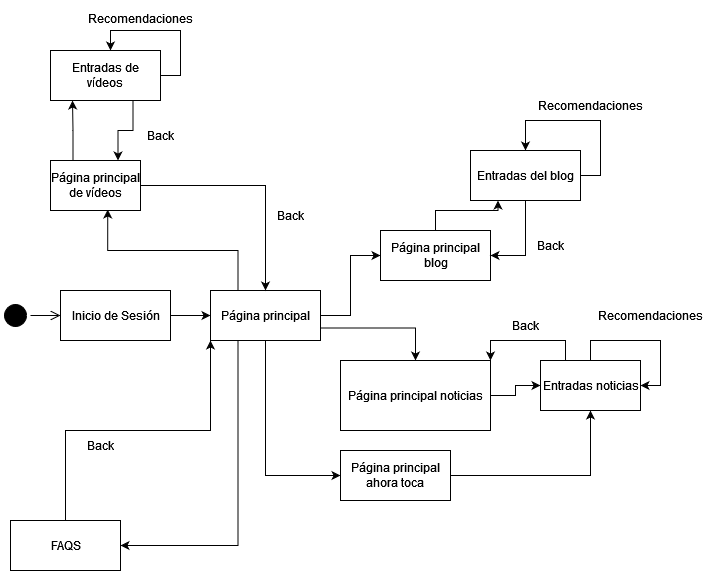 Recomendaciones
Entradas de
vídeos
Back
Página principal
de vídeos
Back
Recomendaciones
Entradas del blog
Back
Página principal
blog
Inicio de Sesión
Página principal
Back
Recomendaciones
Página principal noticias
Entradas noticias
Back
Página principal
ahora toca
FAQS